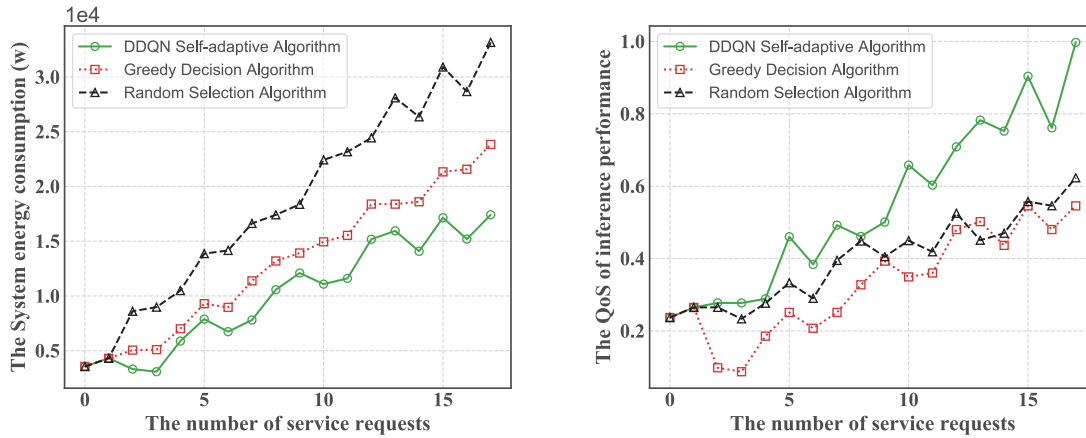 1e4
The System energy consumption (w)
3.0
2.5
2.0
1.5
1.0
0.5
DDQN Self-adaptive Algorithm
Greedy Decision Algorithm
Random Selection Algorithm
0
5
10
15
The number of service requests
The QoS of inference performance
1.0
0.8
0.6
0.4
0.2
DDQN Self-adaptive Algorithm
Greedy Decision Algorithm
Random Selection Algorithm
0
5
10
15
The number of service requests